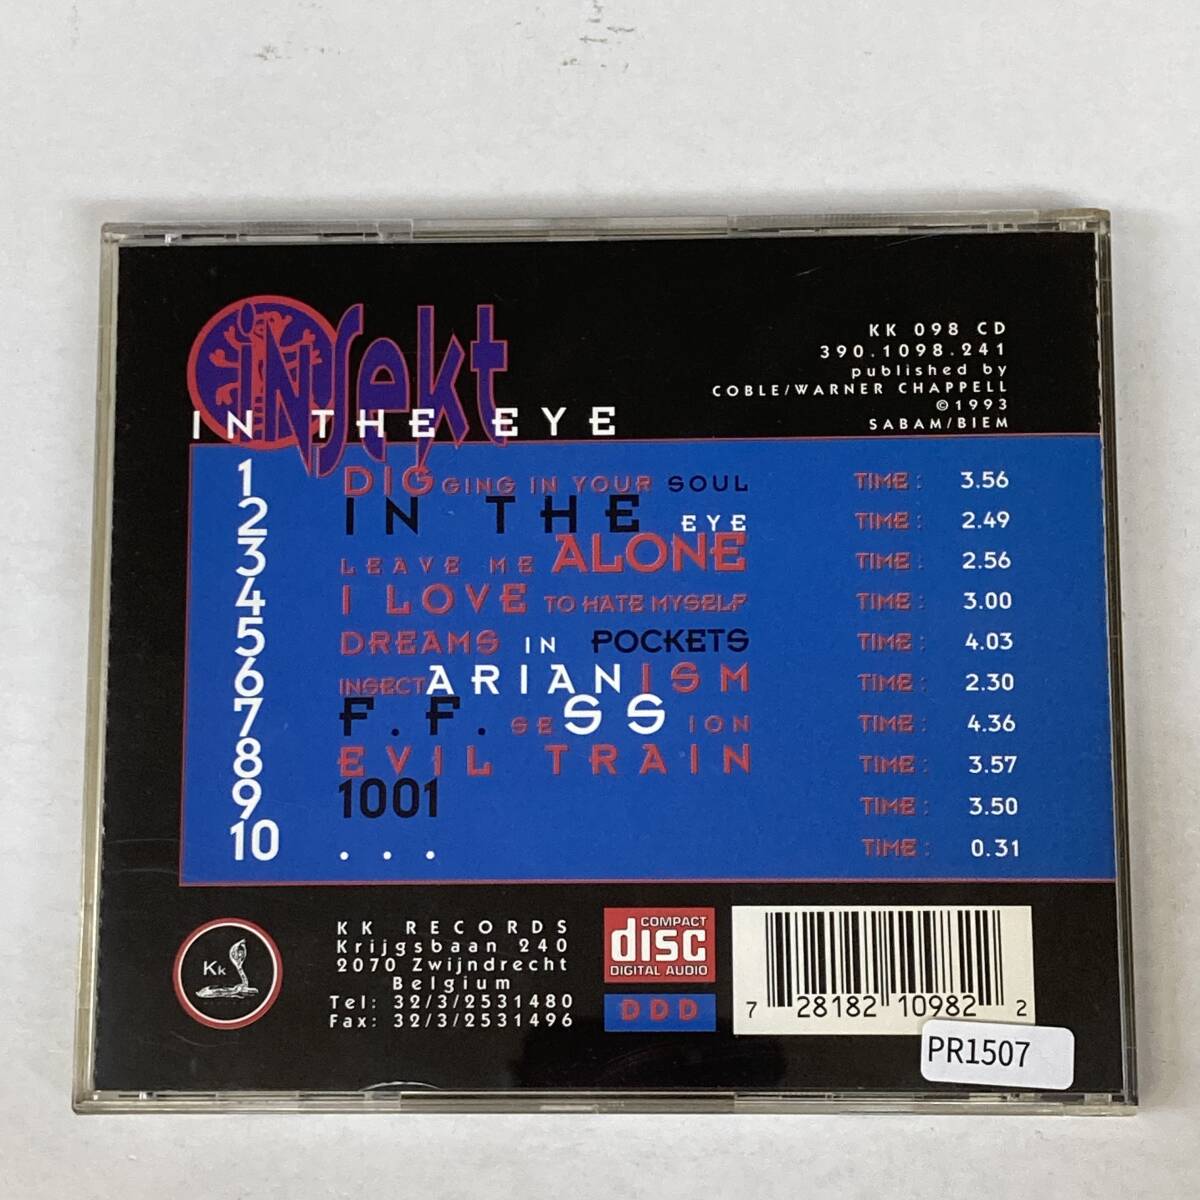 iNsekt
IN THE EYE
KK 098 CD
390.1098.241
published by
COBLE/WARNER CHAPPELL
©1993
SABAM/BIEM
1 DIGGING IN YOUR SOUL TIME: 3.56
2 IN THE EYE TIME: 2.49
3 LEAVE ME ALONE TIME: 2.56
4 I LOVE TO HATE MYSELF TIME: 3.00
5 DREAMS IN POCKETS TIME: 4.03
6 INSECTARIANISM TIME: 2.30
7 F.F. SESSION TIME: 4.36
8 EVIL TRAIN TIME: 3.57
9 1001 TIME: 3.50
10 ... TIME: 0.31
Kk
KK RECORDS
Krijgsbaan 240
2070 Zwijndrecht
Belgium
Tel: 32/3/2531480
Fax: 32/3/2531496
COMPACT
disc
DIGITAL AUDIO
DDD
7 28182 10982 2
PR1507